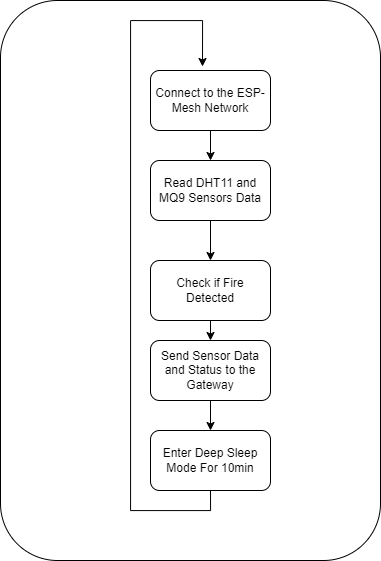 Connect to the ESP-
Mesh Network
Read DHT11 and
MQ9 Sensors Data
Check if Fire
Detected
Send Sensor Data
and Status to the
Gateway
Enter Deep Sleep
Mode For 10min